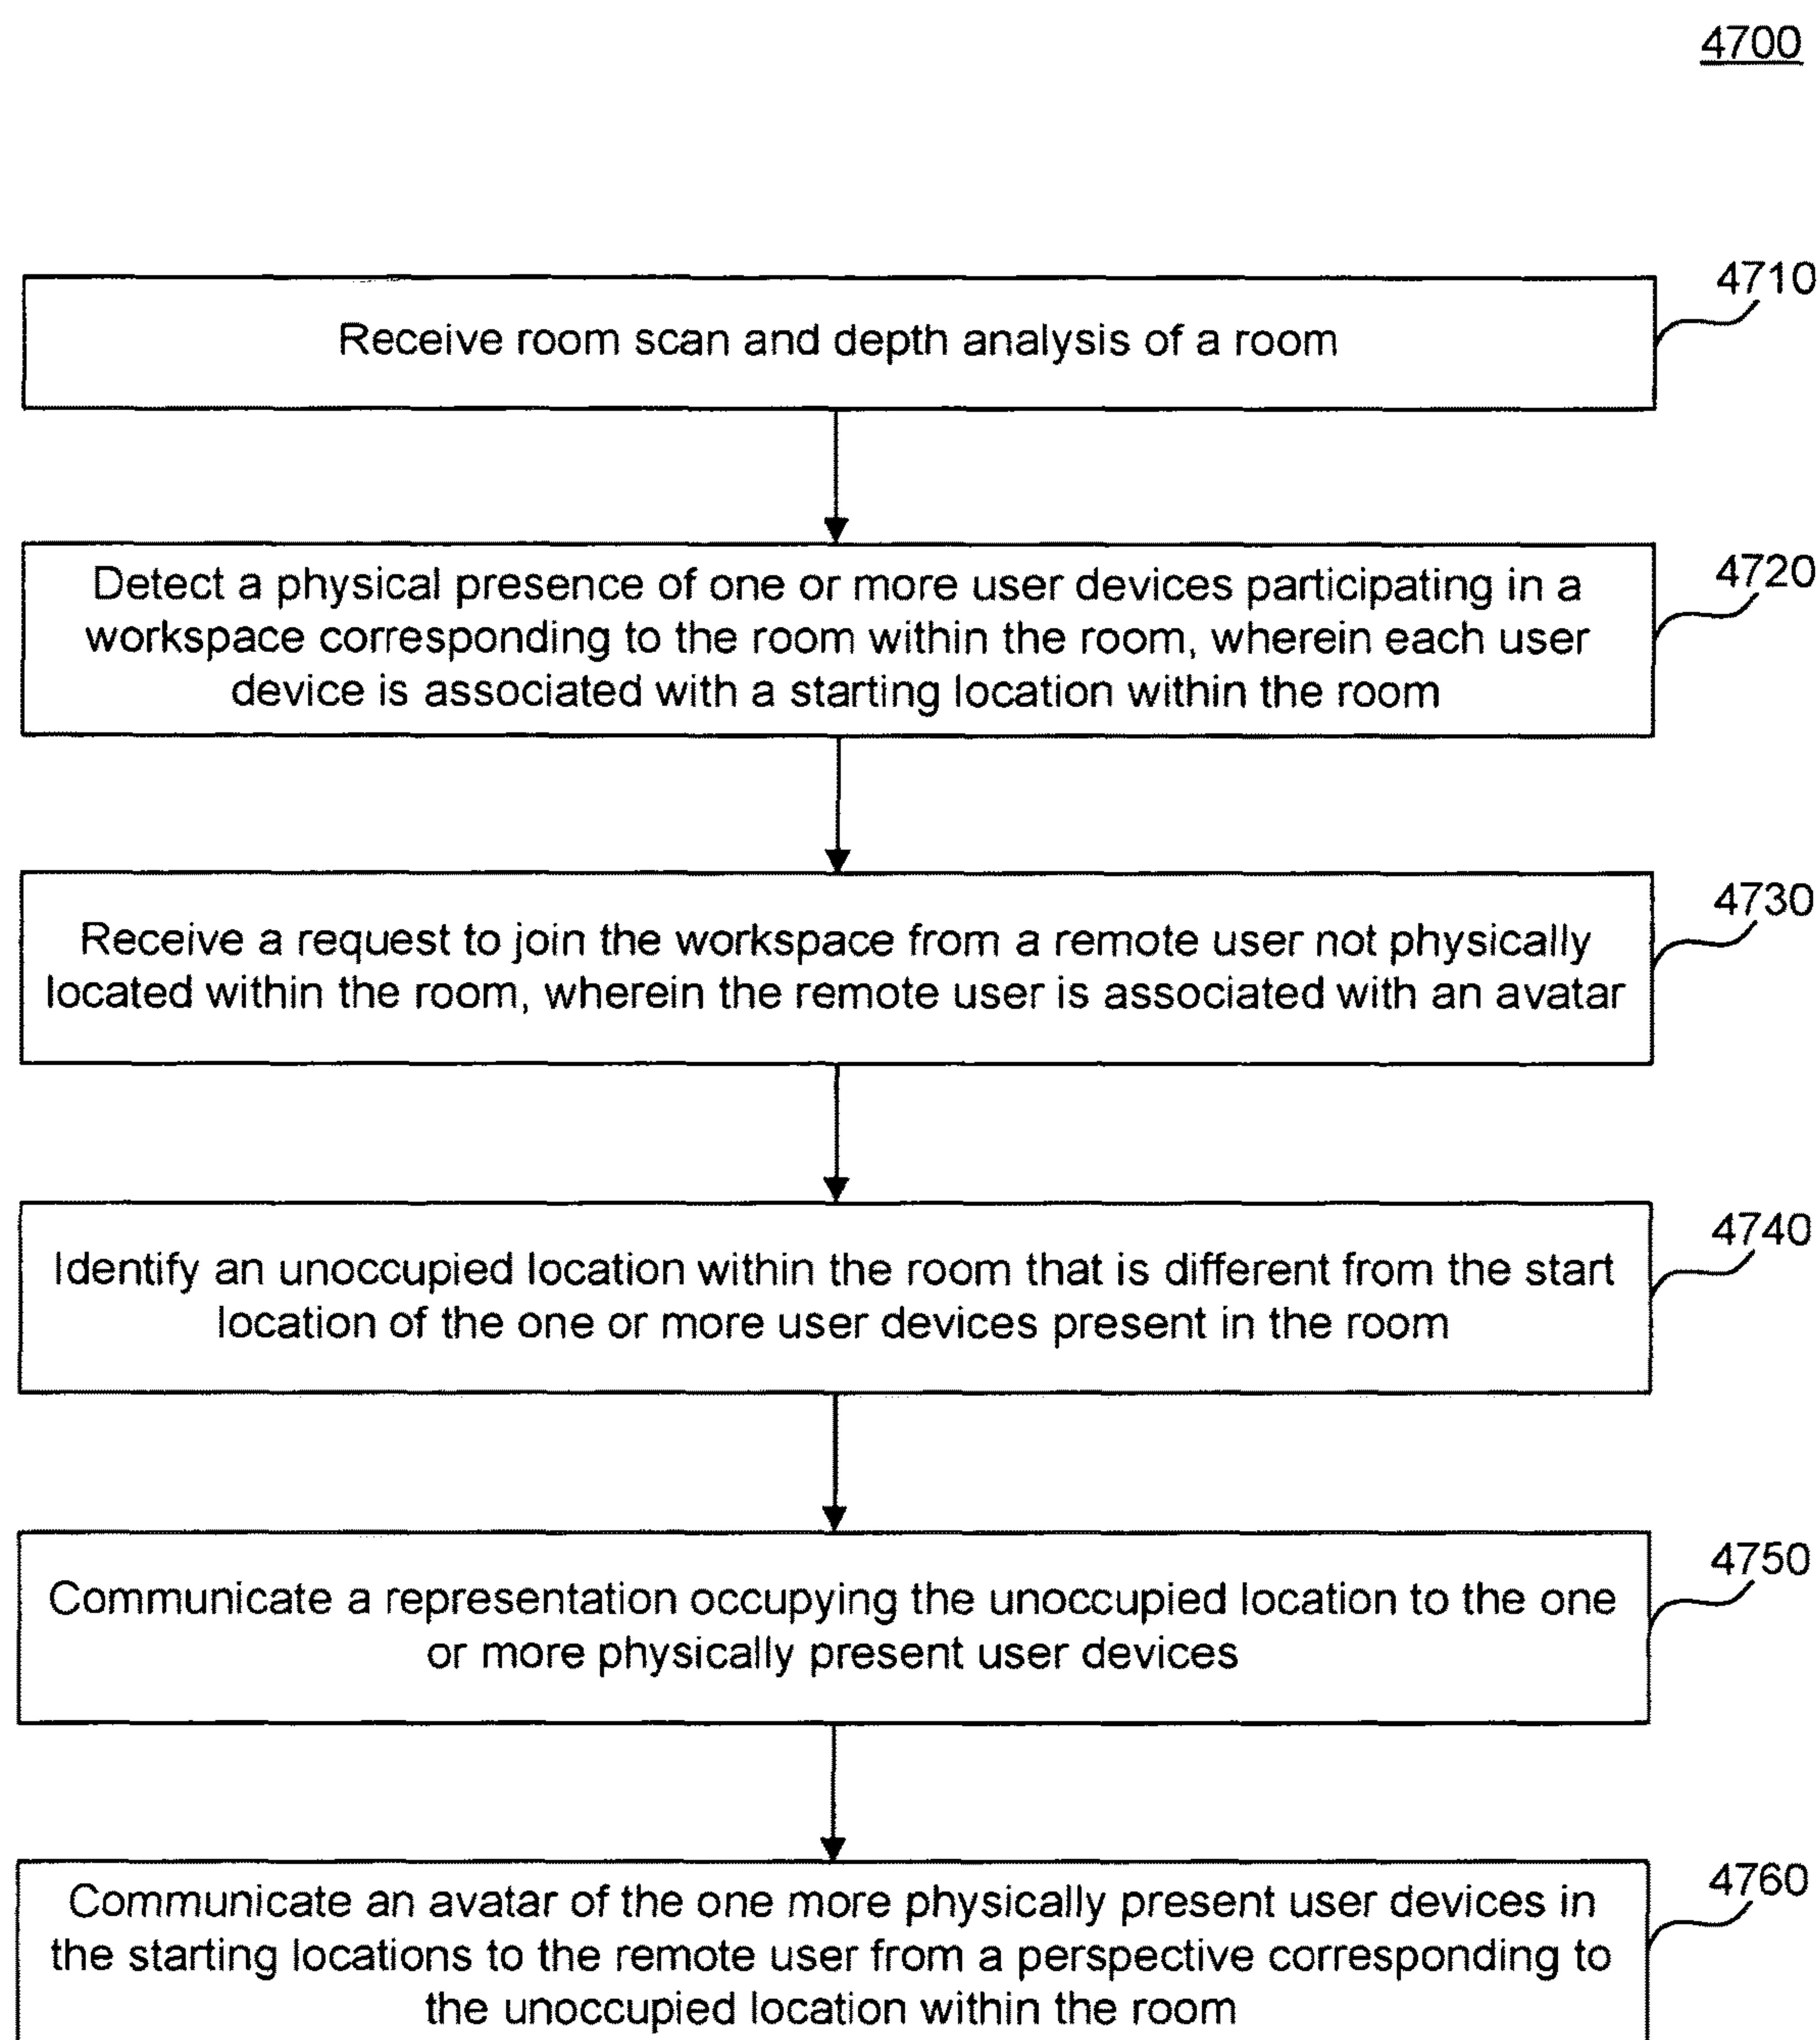 4700
4710
Receive room scan and depth analysis of a room
4720
Detect a physical presence of one or more user devices participating in a
workspace corresponding to the room within the room, wherein each user
device is associated with a starting location within the room
4730
Receive a request to join the workspace from a remote user not physically
located within the room, wherein the remote user is associated with an avatar
4740
Identify an unoccupied location within the room that is different from the start
location of the one or more user devices present in the room
4750
Communicate a representation occupying the unoccupied location to the one
or more physically present user devices
4760
Communicate an avatar of the one more physically present user devices in
the starting locations to the remote user from a perspective corresponding to
the unoccupied location within the room